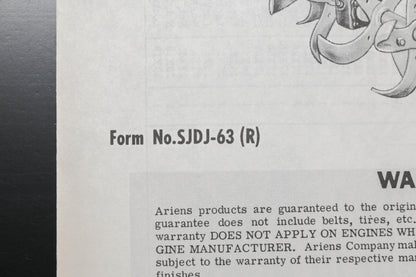 Form No.SJDJ-63 (R)
WA
Ariens products are guaranteed to the origin
guarantee does not include belts, tires, etc.
warranty DOES NOT APPLY ON ENGINES WH
GINE MANUFACTURER. Ariens Company mal
subject to the warranty of their respective ma
finishes